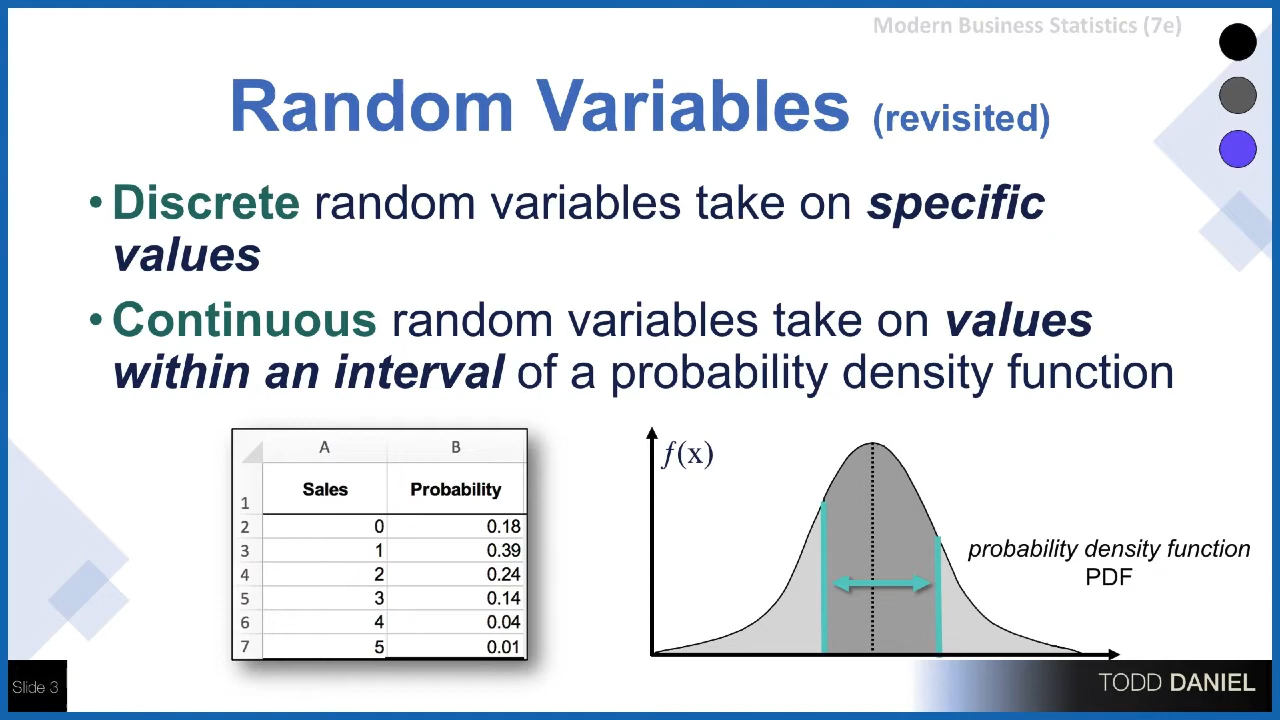 Modern Business Statistics (7e)
Random Variables (revisited)
• Discrete random variables take on specific
values
• Continuous random variables take on values
within an interval of a probability density function
A B
1 Sales Probability
2 0 0.18
3 1 0.39
4 2 0.24
5 3 0.14
6 4 0.04
7 5 0.01
f(x)
probability density function
PDF
Slide 3
TODD DANIEL